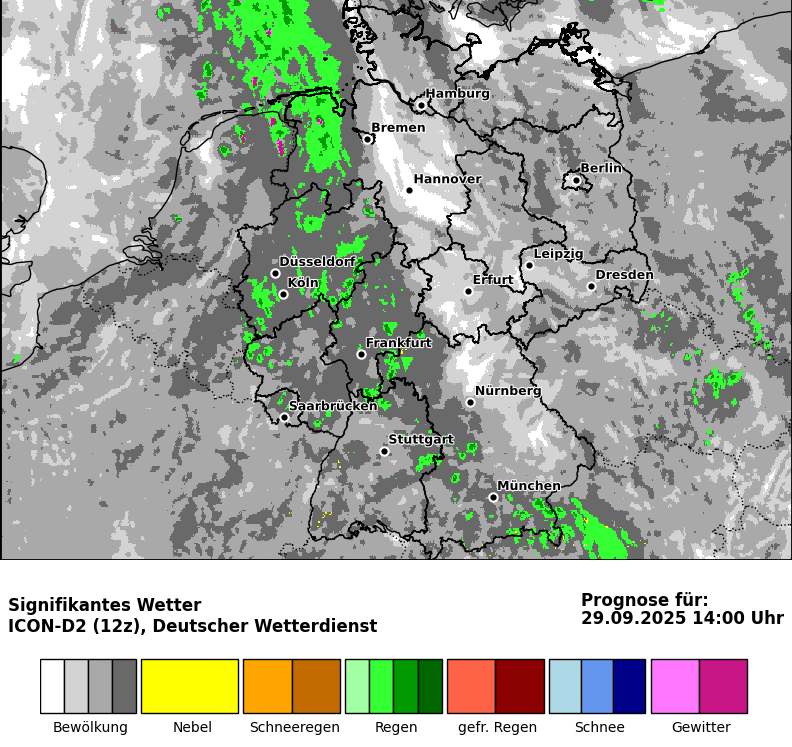 Hamburg
Bremen
Berlin
Hannover
Leipzig
Düsseldorf
Dresden
Erfurt
Köln
Frankfurt
Nürnberg
Saarbrücken
Stuttgart
München
Signifikantes Wetter
ICON-D2 (12z), Deutscher Wetterdienst
Prognose für:
29.09.2025 14:00 Uhr
Bewölkung Nebel Schneeregen Regen gefr. Regen Schnee Gewitter